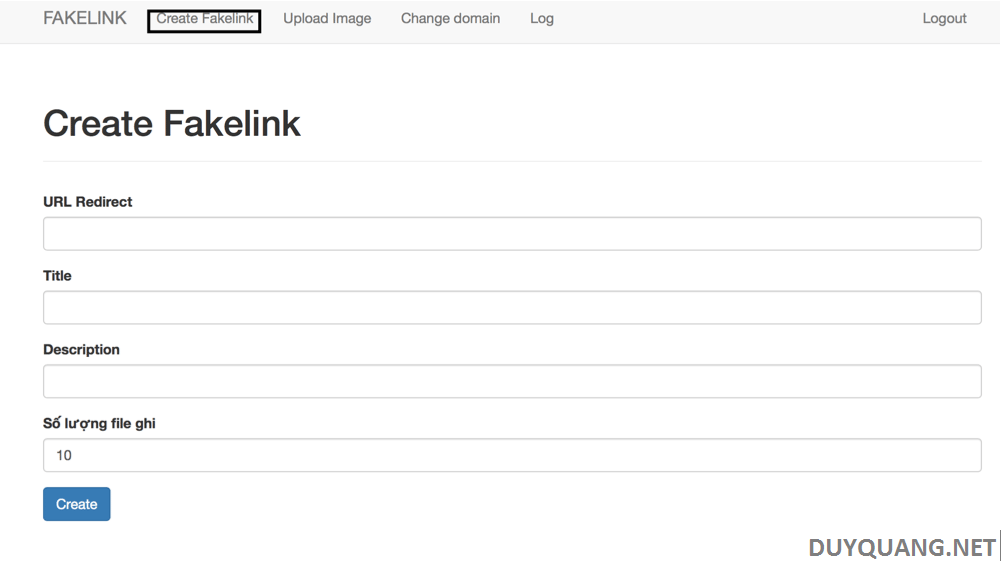 FAKELINK Create Fakelink Upload Image Change domain Log Logout
Create Fakelink
URL Redirect
Title
Description
Số lượng file ghi
10
Create
DUYQUANG.NET